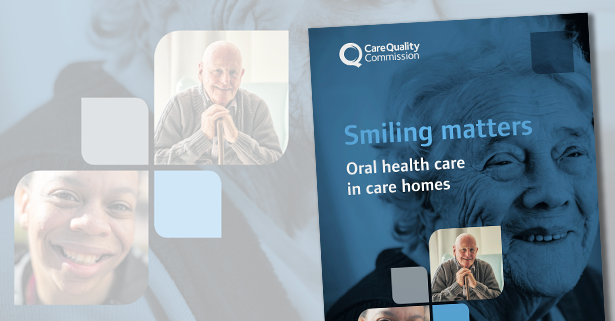 CareQuality
Commission
Smiling matters
Oral health care
in care homes